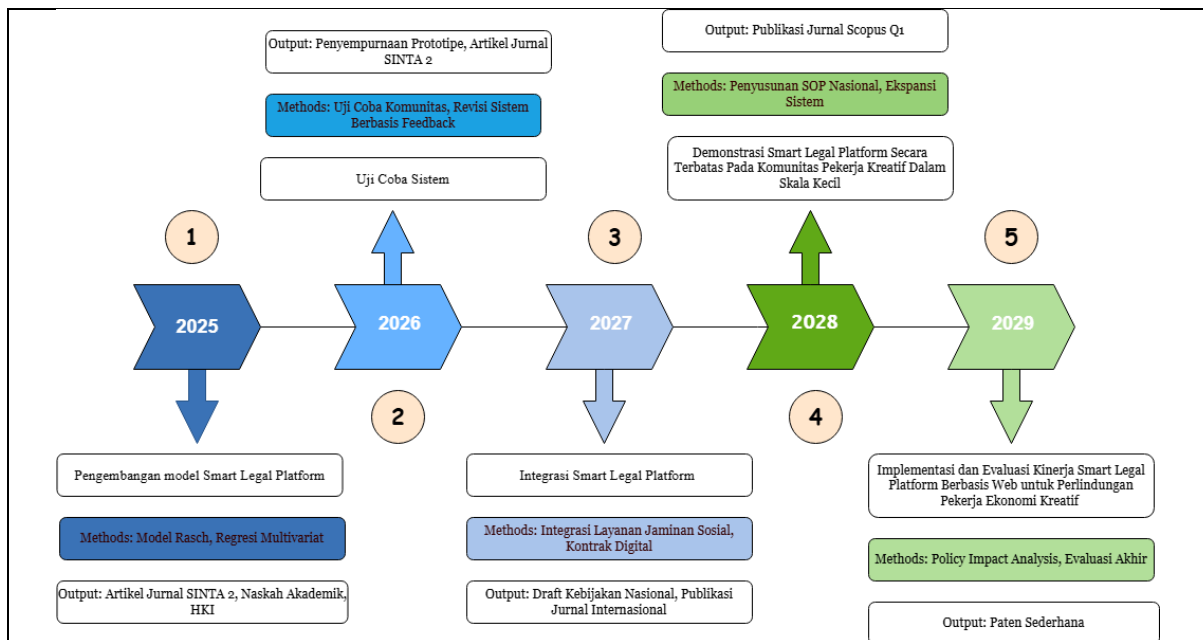 Output: Penyempurnaan Prototipe, Artikel Jurnal
SINTA 2
Methods: Uji Coba Komunitas, Revisi Sistem
Berbasis Feedback
Uji Coba Sistem
Output: Publikasi Jurnal Scopus Q1
Methods: Penyusunan SOP Nasional, Ekspansi
Sistem
Demonstrasi Smart Legal Platform Secara
Terbatas Pada Komunitas Pekerja Kreatif Dalam
Skala Kecil
1
3
5
2025
2026
2027
2028
2029
2
4
Pengembangan model Smart Legal Platform
Methods: Model Rasch, Regresi Multivariat
Output: Artikel Jurnal SINTA 2, Naskah Akademik,
HKI
Integrasi Smart Legal Platform
Methods: Integrasi Layanan Jaminan Sosial,
Kontrak Digital
Output: Draft Kebijakan Nasional, Publikasi
Jurnal Internasional
Implementasi dan Evaluasi Kinerja Smart Legal
Platform Berbasis Web untuk Perlindungan
Pekerja Ekonomi Kreatif
Methods: Policy Impact Analysis, Evaluasi Akhir
Output: Paten Sederhana